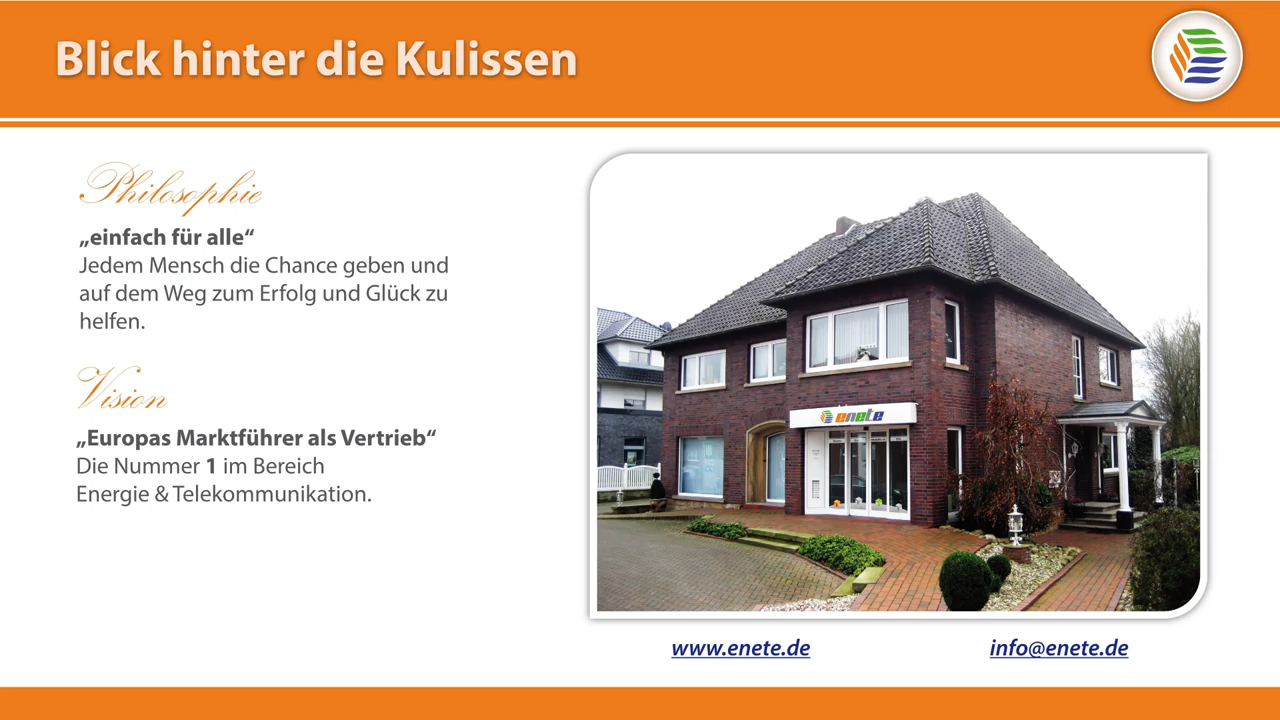 Blick hinter die Kulissen
Philosophie
„einfach für alle“
Jedem Mensch die Chance geben und
auf dem Weg zum Erfolg und Glück zu
helfen.
Vision
„Europas Marktführer als Vertrieb“
Die Nummer 1 im Bereich
Energie & Telekommunikation.
enete
www.enete.de
info@enete.de